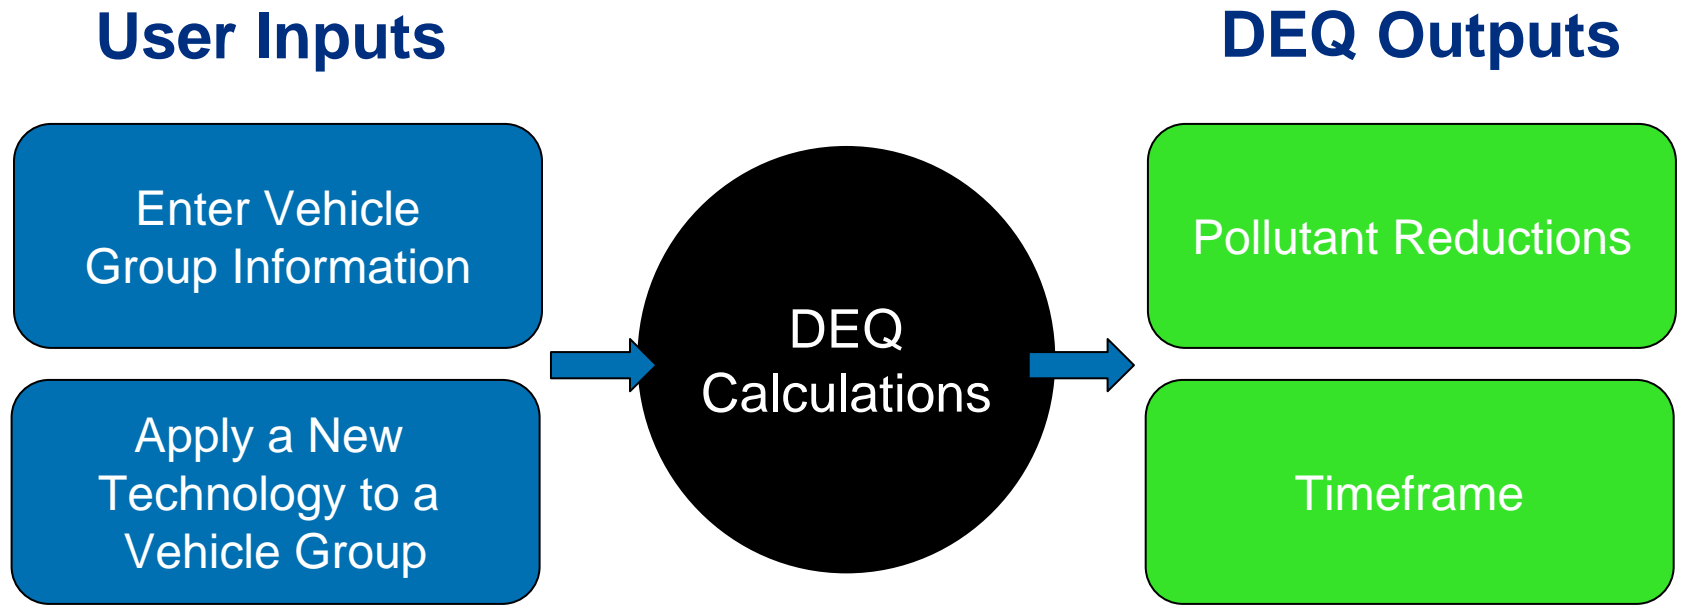 User Inputs
DEQ Outputs
Enter Vehicle
Group Information
Apply a New
Technology to a
Vehicle Group
DEQ
Calculations
Pollutant Reductions
Timeframe